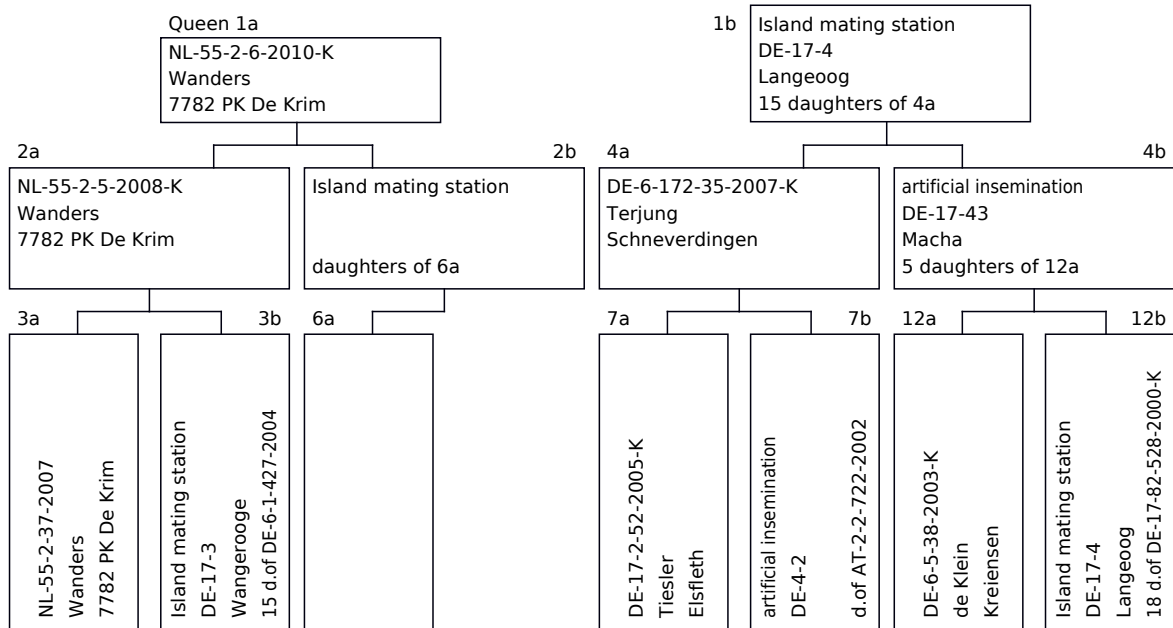 Queen 1a
NL-55-2-6-2010-K
Wanders
7782 PK De Krim
1b
Island mating station
DE-17-4
Langeoog
15 daughters of 4a
2a
NL-55-2-5-2008-K
Wanders
7782 PK De Krim
2b
Island mating station
daughters of 6a
4a
DE-6-172-35-2007-K
Terjung
Schneverdingen
4b
artificial insemination
DE-17-43
Macha
5 daughters of 12a
3a
NL-55-2-37-2007
Wanders
7782 PK De Krim
3b
Island mating station
DE-17-3
Wangerooge
15 d.of DE-6-1-427-2004
6a
7a
DE-17-2-52-2005-K
Tiesler
Elsfleth
7b
artificial insemination
DE-4-2
d.of AT-2-2-722-2002
12a
DE-6-5-38-2003-K
de Klein
Kreiensen
12b
Island mating station
DE-17-4
Langeoog
18 d.of DE-17-82-528-2000-K